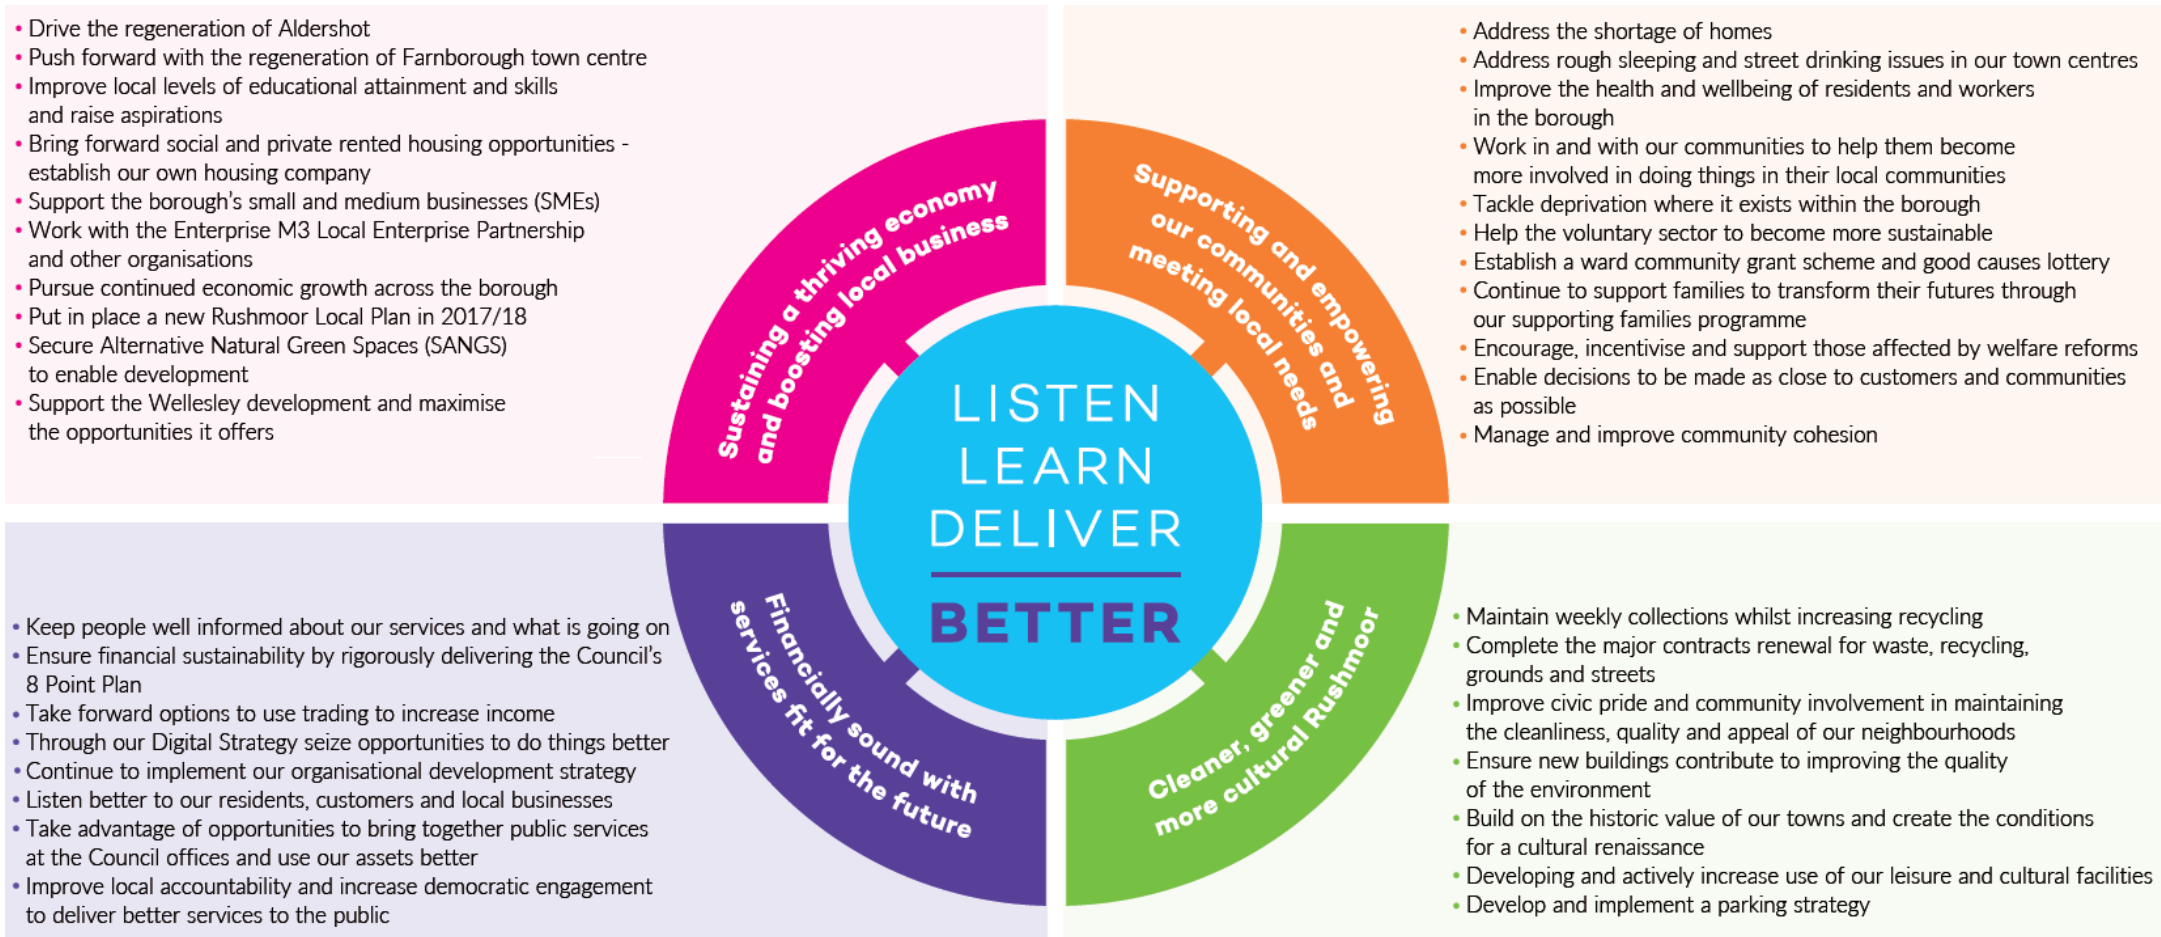 • Drive the regeneration of Aldershot
• Push forward with the regeneration of Farnborough town centre
• Improve local levels of educational attainment and skills
and raise aspirations
• Bring forward social and private rented housing opportunities -
establish our own housing company
• Support the borough's small and medium businesses (SMEs)
• Work with the Enterprise M3 Local Enterprise Partnership
and other organisations
• Pursue continued economic growth across the borough
• Put in place a new Rushmoor Local Plan in 2017/18
• Secure Alternative Natural Green Spaces (SANGS)
to enable development
• Support the Wellesley development and maximise
the opportunities it offers
Sustaining a thriving economy
and boosting local business
Supporting and empowering
our communities and
meeting local needs
• Address the shortage of homes
• Address rough sleeping and street drinking issues in our town centres
• Improve the health and wellbeing of residents and workers
in the borough
• Work in and with our communities to help them become
more involved in doing things in their local communities
• Tackle deprivation where it exists within the borough
• Help the voluntary sector to become more sustainable
• Establish a ward community grant scheme and good causes lottery
• Continue to support families to transform their futures through
our supporting families programme
• Encourage, incentivise and support those affected by welfare reforms
• Enable decisions to be made as close to customers and communities
as possible
• Manage and improve community cohesion
LISTEN
LEARN
DELIVER
BETTER
• Keep people well informed about our services and what is going on
• Ensure financial sustainability by rigorously delivering the Council's
8 Point Plan
• Take forward options to use trading to increase income
• Through our Digital Strategy seize opportunities to do things better
• Continue to implement our organisational development strategy
• Listen better to our residents, customers and local businesses
• Take advantage of opportunities to bring together public services
at the Council offices and use our assets better
• Improve local accountability and increase democratic engagement
to deliver better services to the public
Financially sound with
services fit for the future
Cleaner, greener and
more cultural Rushmoor
• Maintain weekly collections whilst increasing recycling
• Complete the major contracts renewal for waste, recycling,
grounds and streets
• Improve civic pride and community involvement in maintaining
the cleanliness, quality and appeal of our neighbourhoods
• Ensure new buildings contribute to improving the quality
of the environment
• Build on the historic value of our towns and create the conditions
for a cultural renaissance
• Developing and actively increase use of our leisure and cultural facilities
• Develop and implement a parking strategy